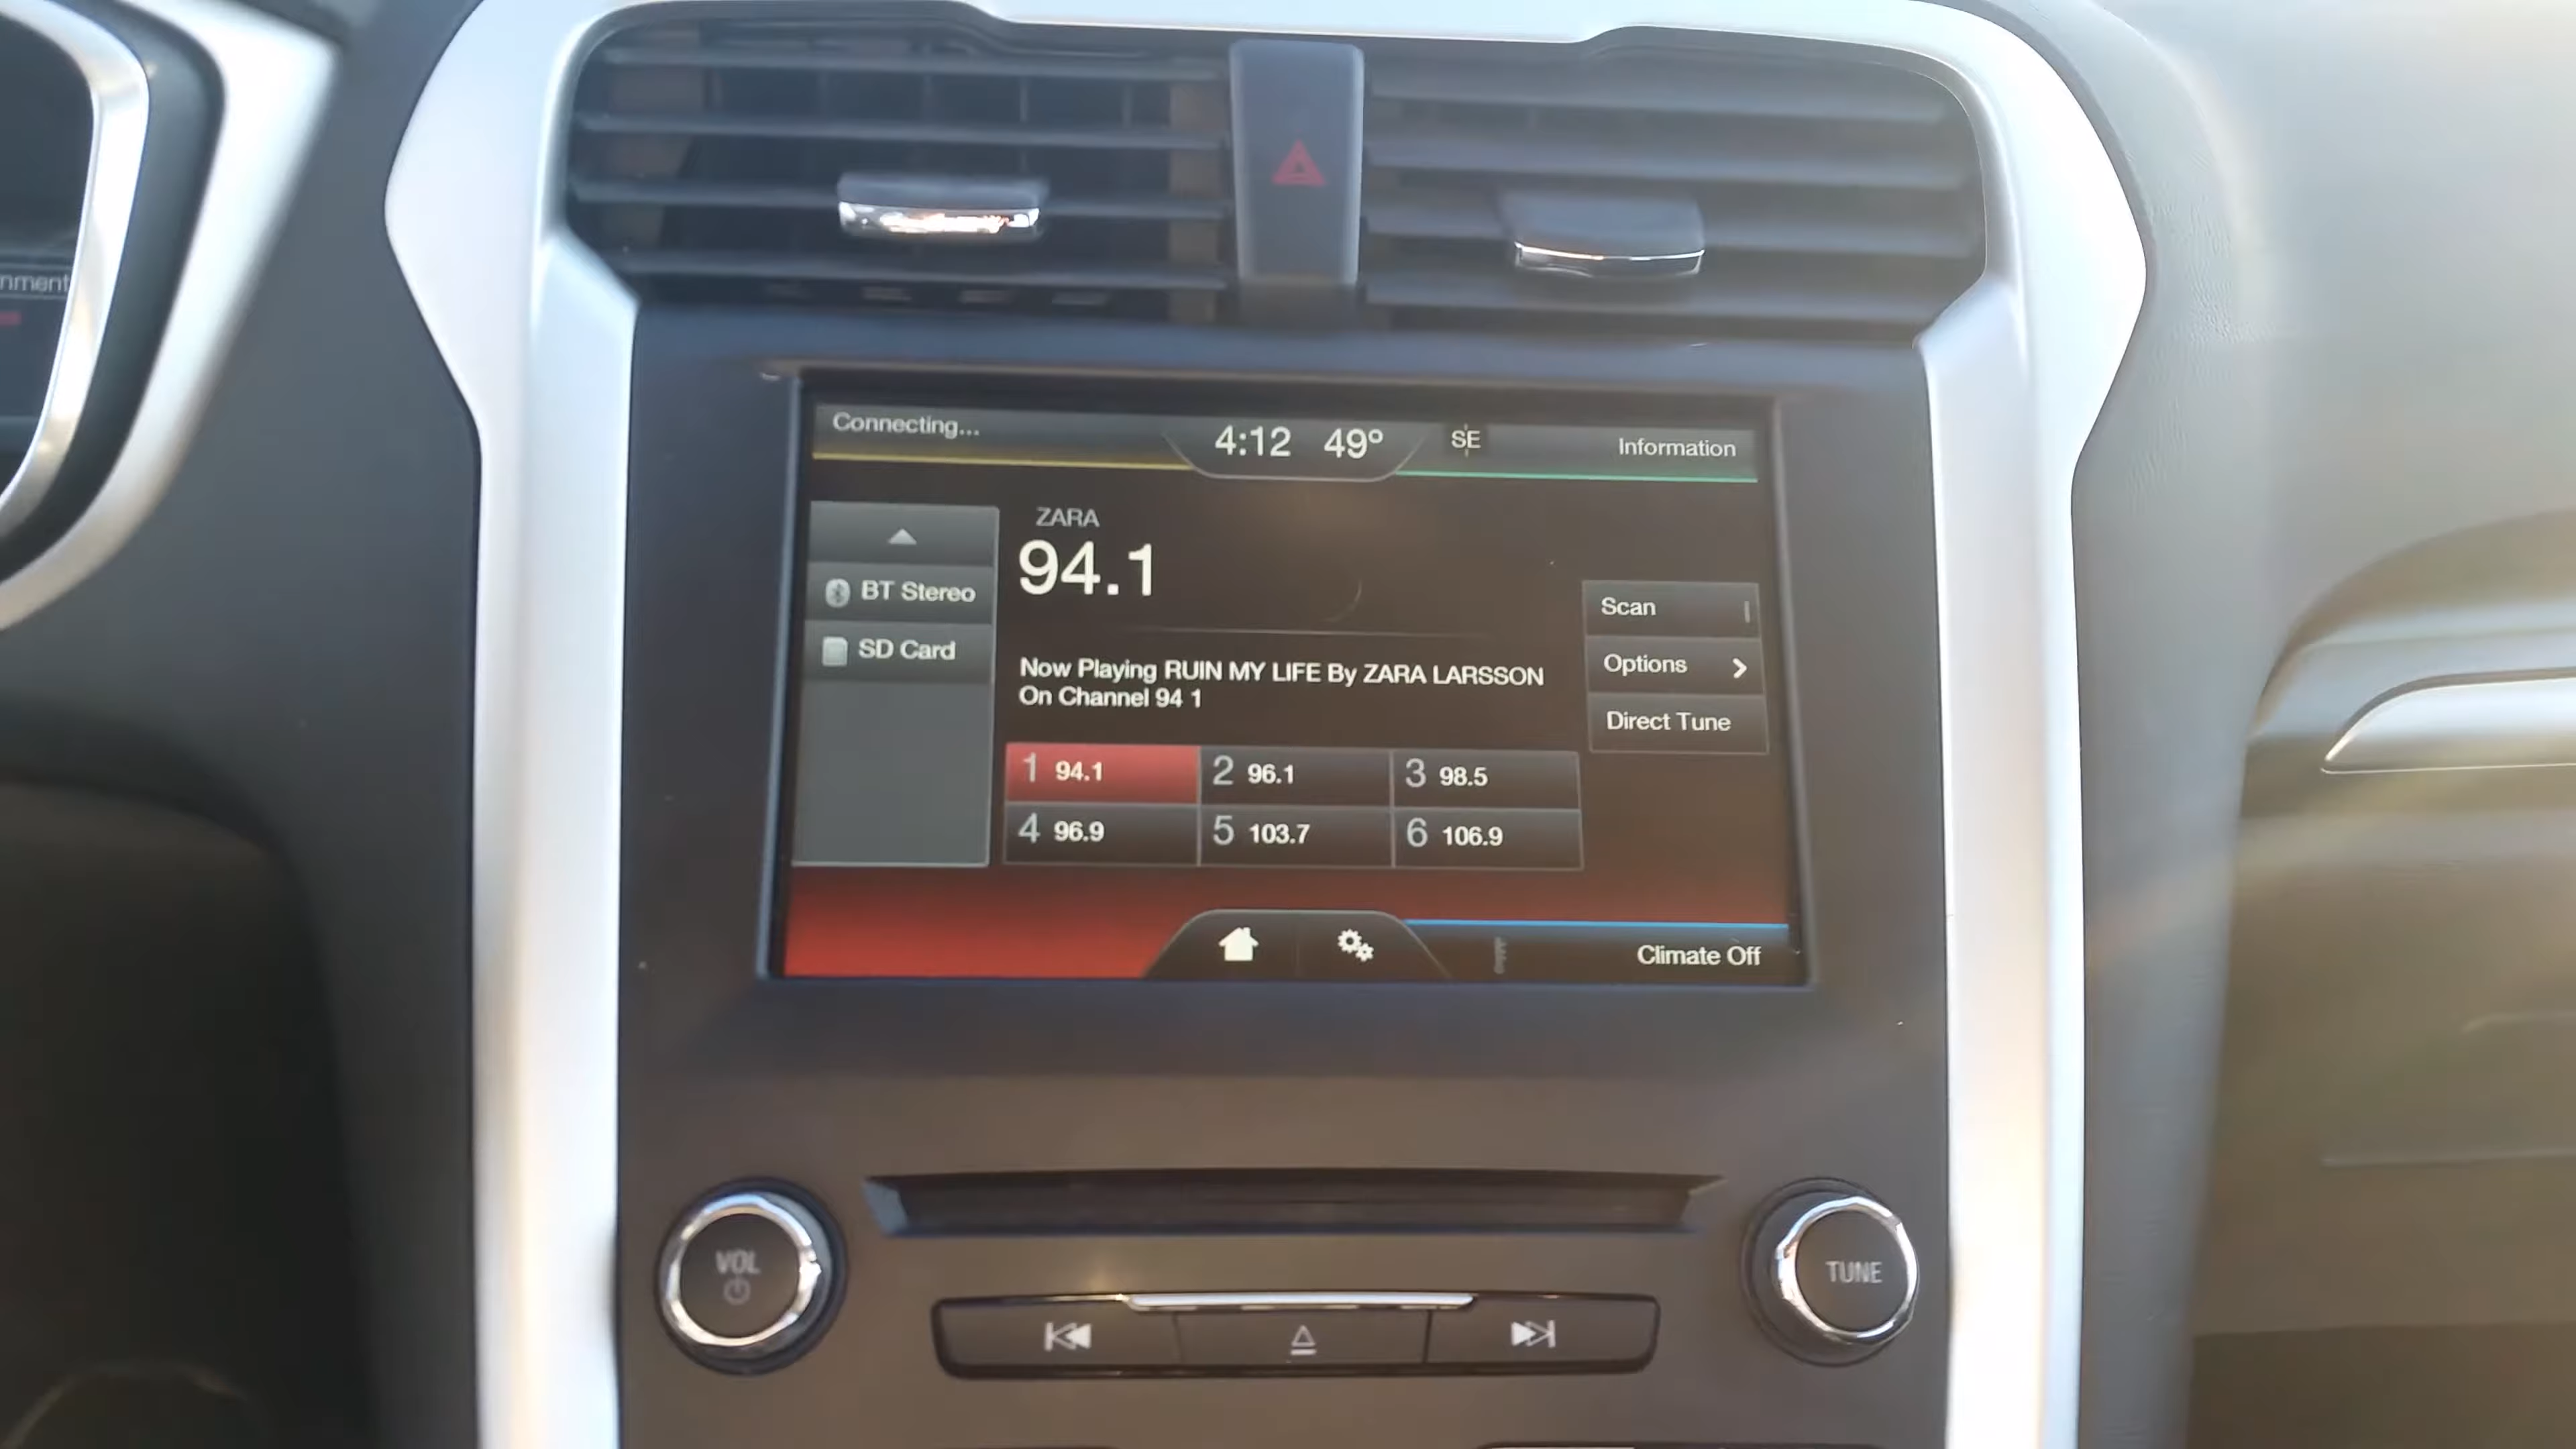 nment
Connecting...
4:12 49°
SE
Information
ZARA
94.1
BT Stereo
SD Card
Now Playing RUIN MY LIFE By ZARA LARSSON
On Channel 94 1
Scan
Options
Direct Tune
1 94.1
2 96.1
3 98.5
4 96.9
5 103.7
6 106.9
Climate Off
VOL
TUNE